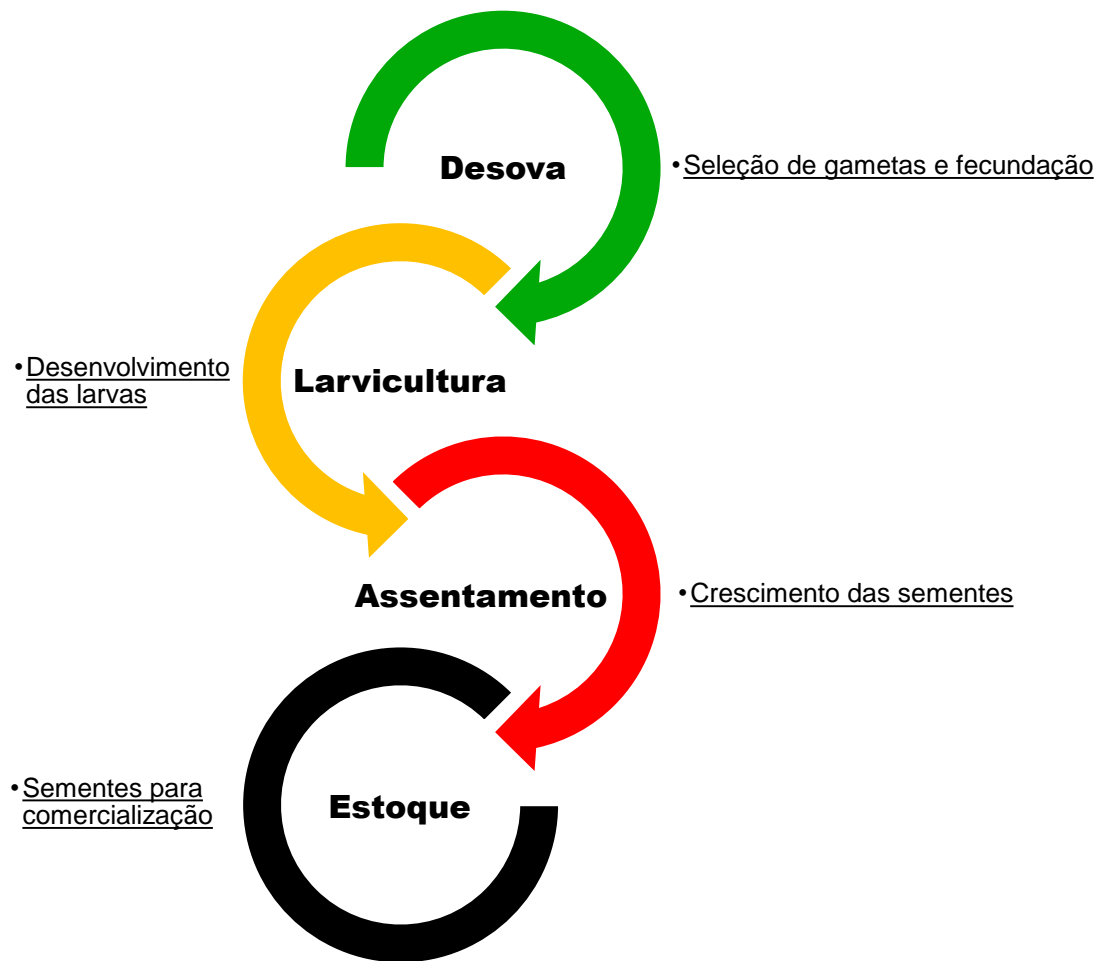 Desova
•Seleção de gametas e fecundação
•Desenvolvimento
das larvas
Larvicultura
Assentamento
•Crescimento das sementes
•Sementes para
comercialização
Estoque